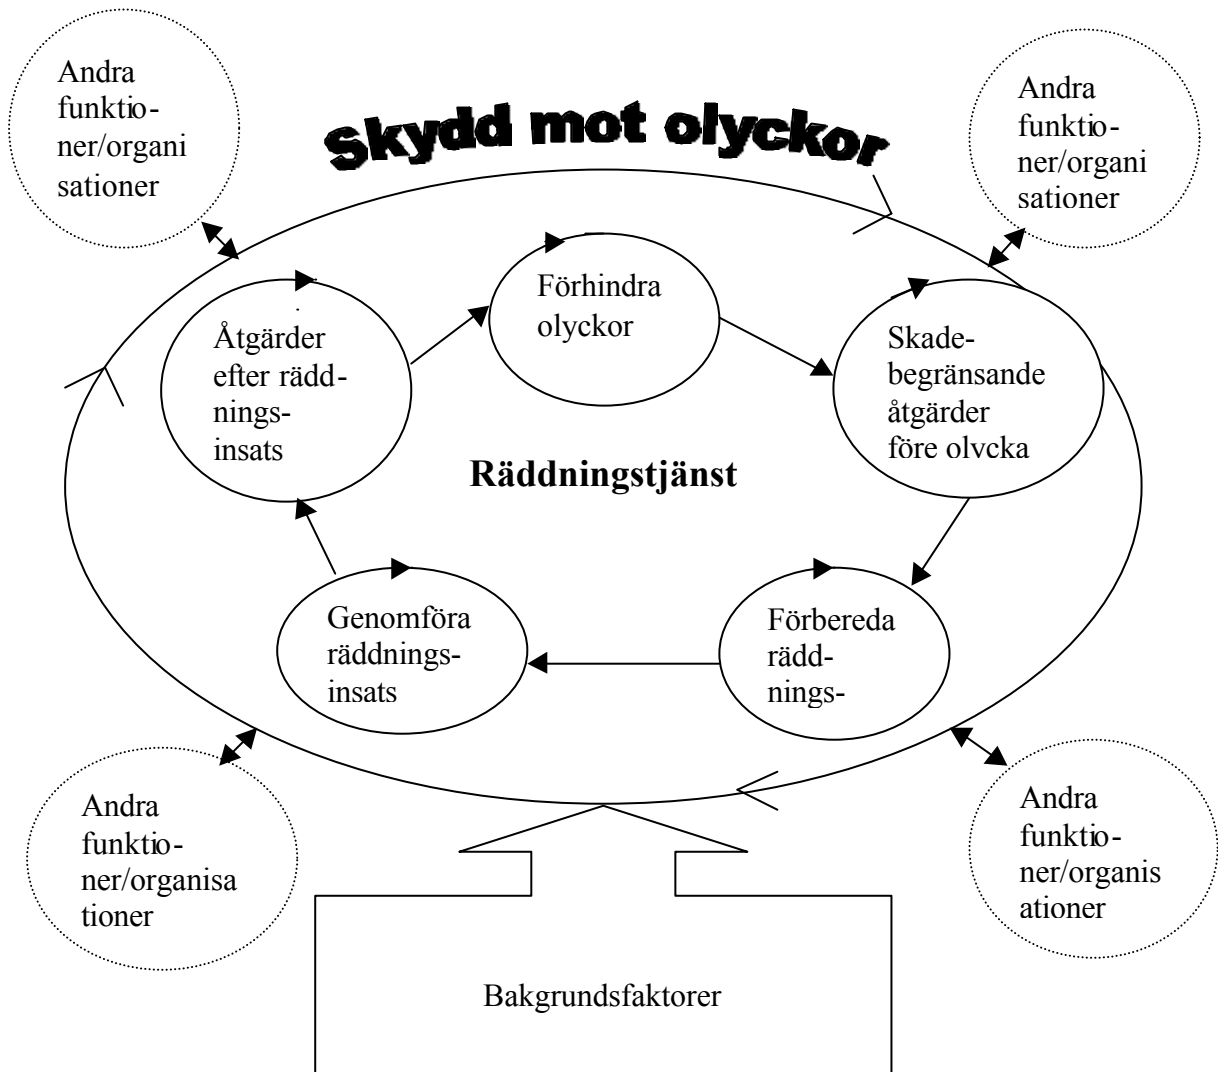 Skydd mot olyckor
Andra
funktio-
ner/organi
sationer
Andra
funktio-
ner/organi
sationer
Förhindra
olyckor
Åtgärder
efter rädd-
nings-
insats
Skade-
begränsande
åtgärder
före olvcka
Räddningstjänst
Genomföra
räddnings-
insats
Förbereda
rädd-
nings-
Andra
funktio-
ner/organisa
tioner
Andra
funktio-
ner/organis
ationer
Bakgrundsfaktorer